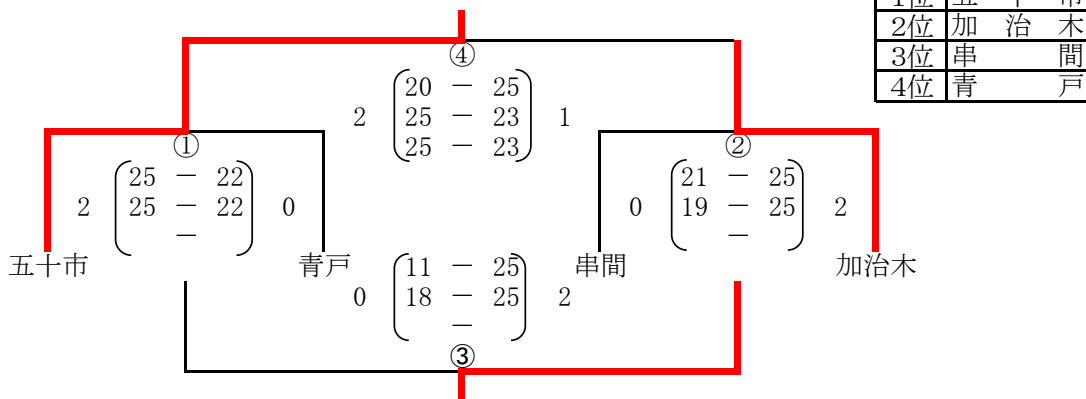 1位 五 十 市
2位 加 治 木
3位 串 間
4位 青 戸
④
20 － 25
2 25 － 23 1
25 － 23
①
25 － 22
2 25 － 22 0
－
②
21 － 25
0 19 － 25 2
－
五十市 青戸 串間 加治木
11 － 25
0 18 － 25 2
－
③